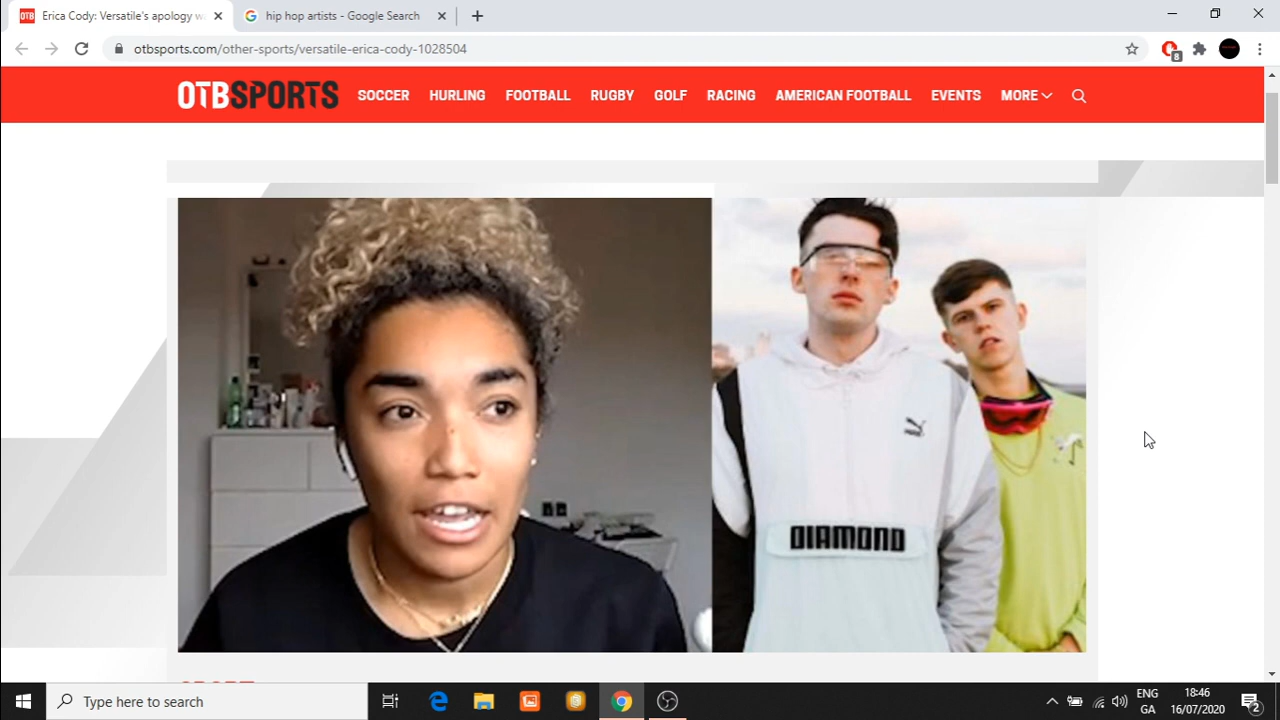 Erica Cody: Versatile's apology w
hip hop artists - Google Search
otbsports.com/other-sports/versatile-erica-cody-1028504
8
OTBSPORTS
SOCCER HURLING FOOTBALL RUGBY GOLF RACING AMERICAN FOOTBALL EVENTS MORE
DIAMOND
Type here to search
ENG
GA
18:46
16/07/2020
2